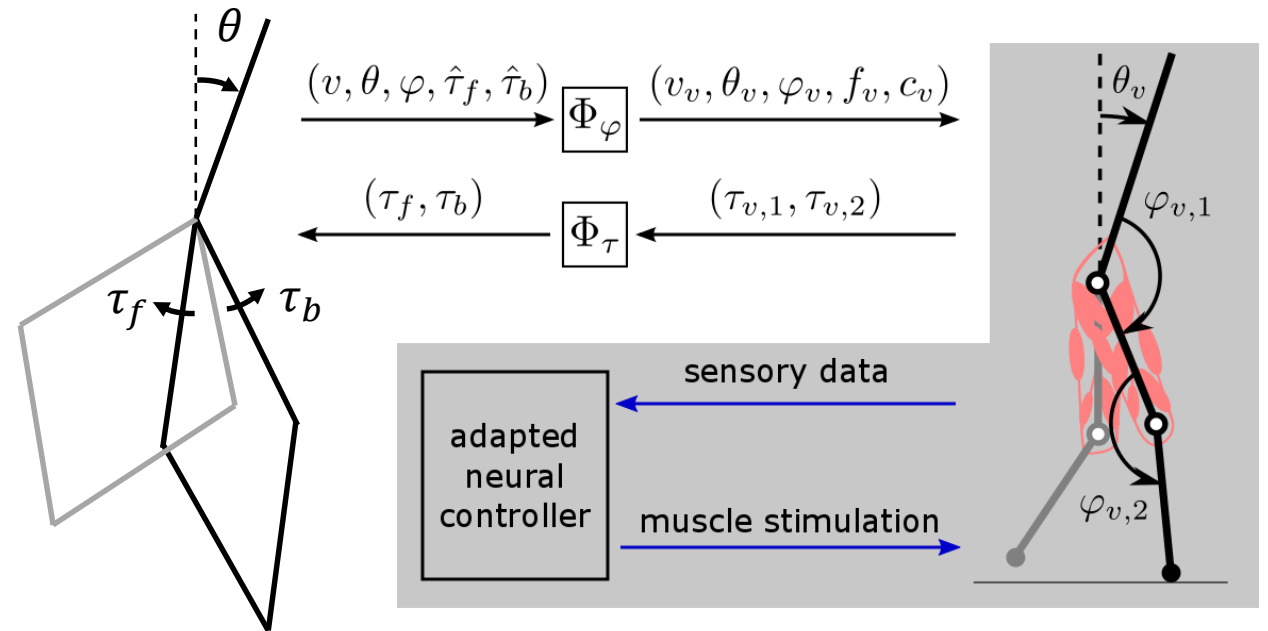 θ
(v, θ, φ, τ̂_f, τ̂_b)
Φ_φ
(v_v, θ_v, φ_v, f_v, c_v)
θ_v
(τ_f, τ_b)
Φ_τ
(τ_{v,1}, τ_{v,2})
φ_{v,1}
τ_f
τ_b
sensory data
adapted
neural
controller
muscle stimulation
φ_{v,2}